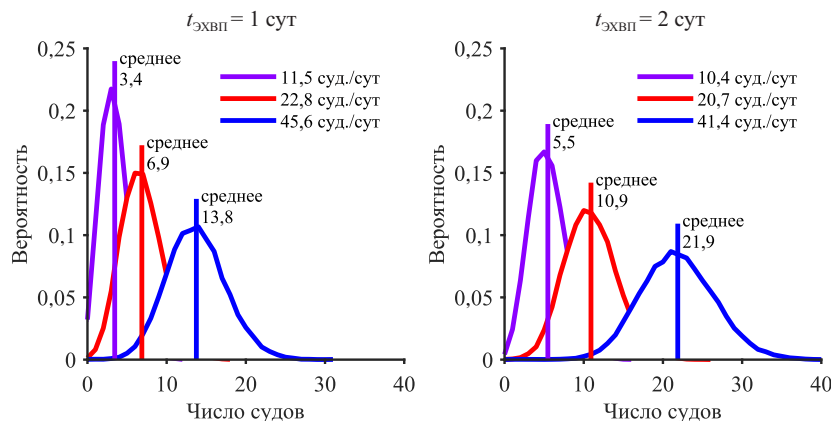 tЭХВП = 1 сут
среднее
3,4
среднее
6,9
среднее
13,8
11,5 суд./сут
22,8 суд./сут
45,6 суд./сут
0,25
0,2
0,15
0,1
0,05
0
Вероятность
0 10 20 30 40
Число судов
tЭХВП = 2 сут
среднее
5,5
среднее
10,9
среднее
21,9
10,4 суд./сут
20,7 суд./сут
41,4 суд./сут
0,25
0,2
0,15
0,1
0,05
0
Вероятность
0 10 20 30 40
Число судов